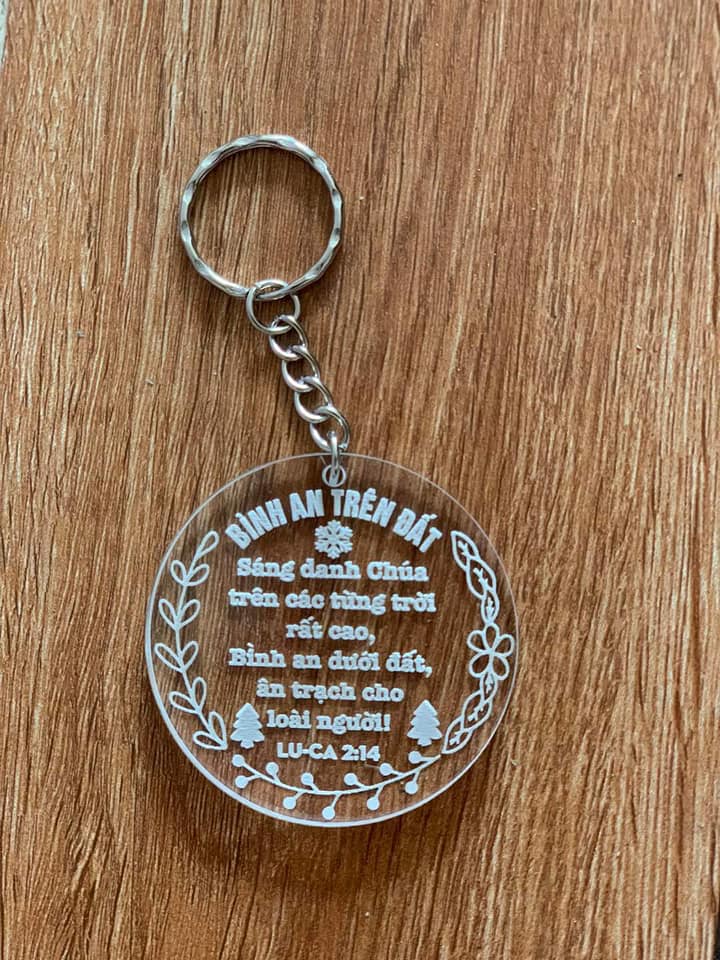 BÌNH AN TRÊN ĐẤT
Sáng danh Chúa
trên các từng trời
rất cao,
Bình an dưới đất,
ân trạch cho
loài người!
LU-CA 2:14